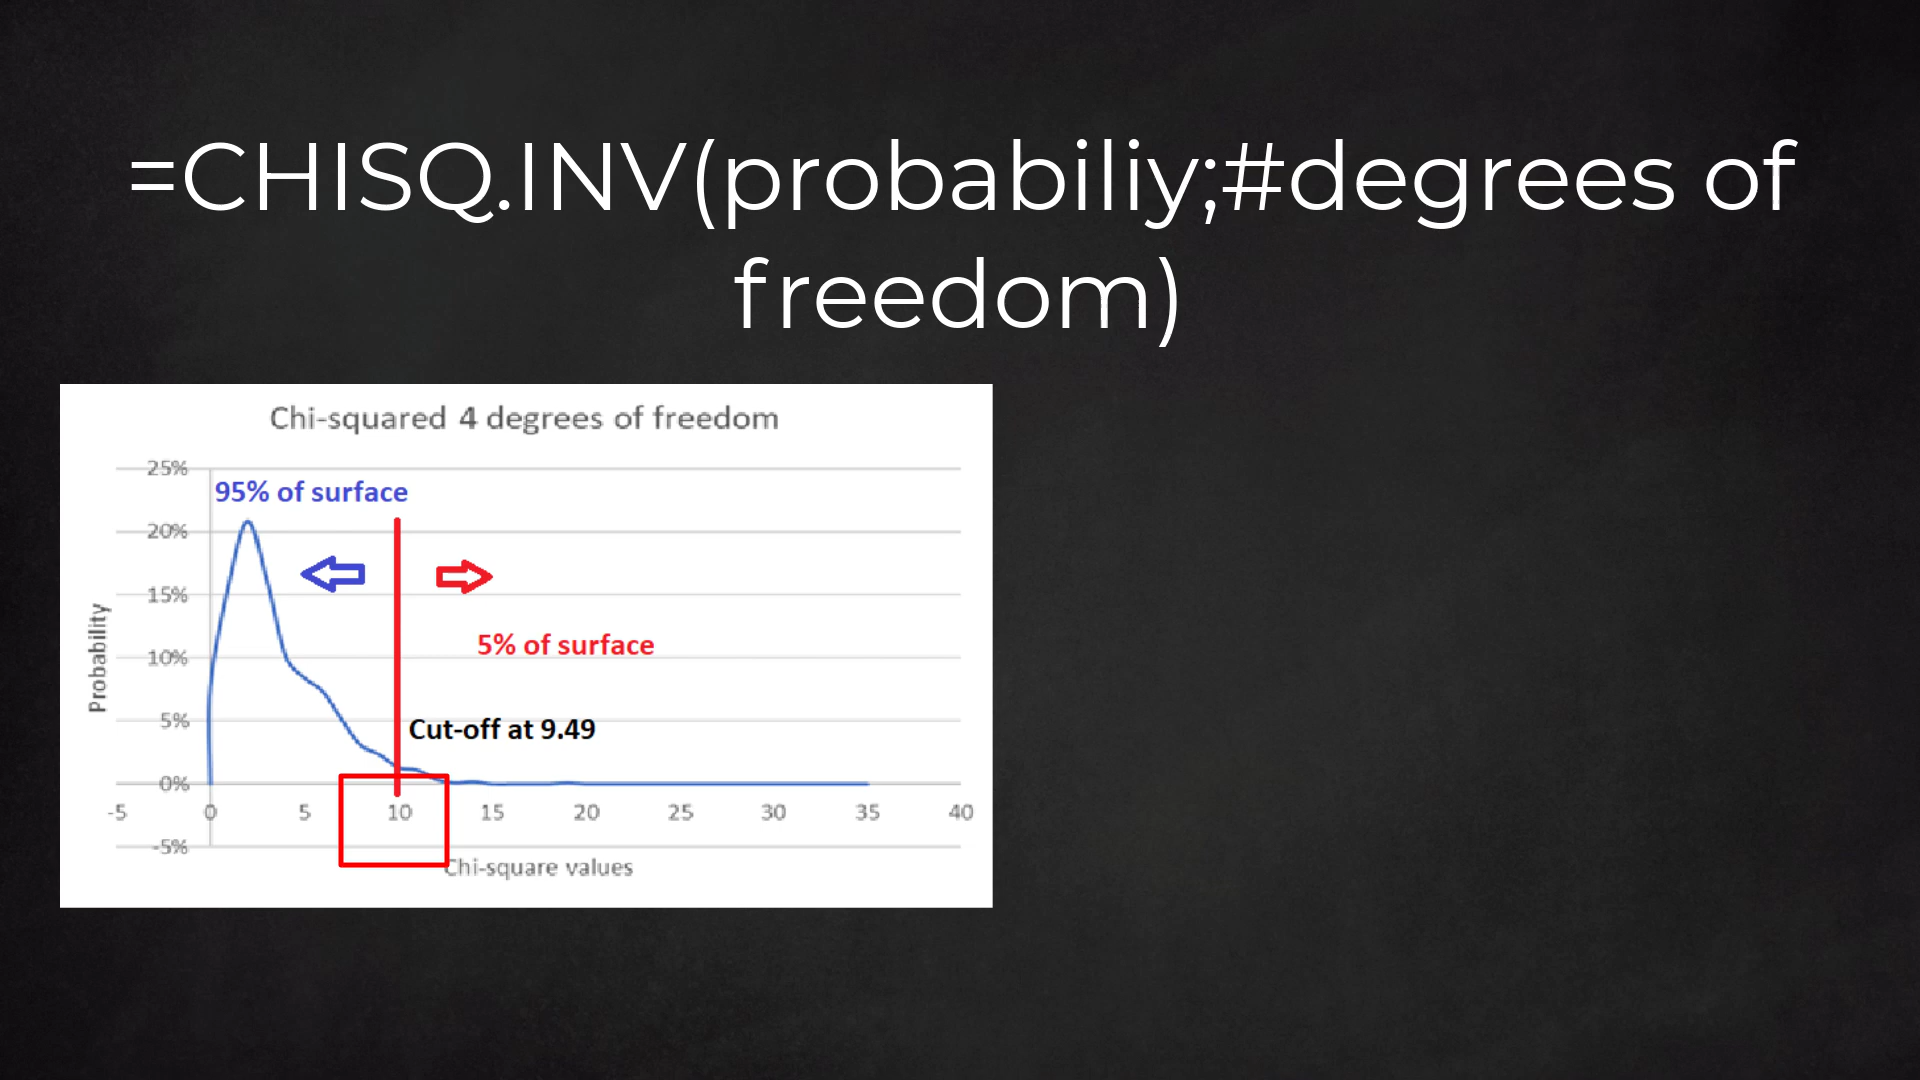 =CHISQ.INV(probabiliy;#degrees of
freedom)
Chi-squared 4 degrees of freedom
25%
95% of surface
20%
15%
5% of surface
10%
Probability
5%
Cut-off at 9.49
0%
-5 0 5 10 15 20 25 30 35 40
-5%
Chi-square values